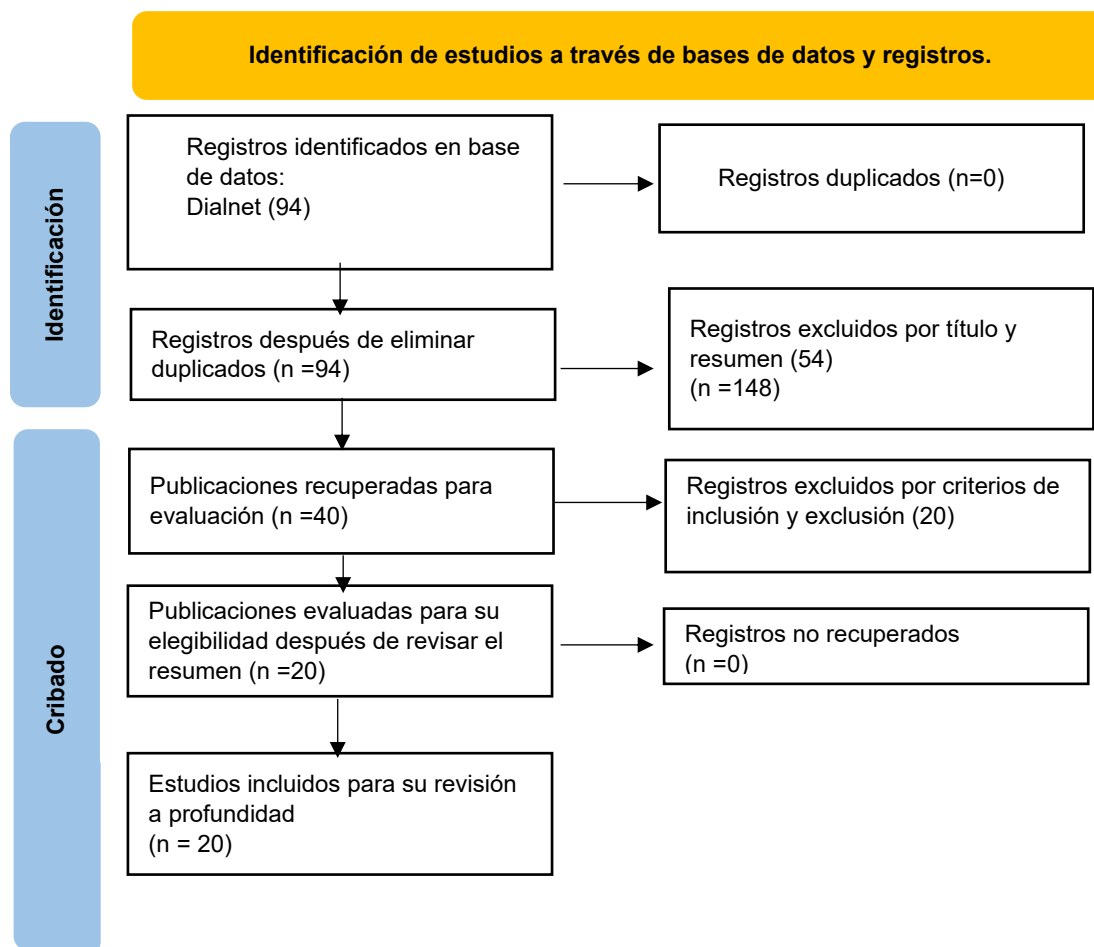 Identificación de estudios a través de bases de datos y registros.
Identificación
Registros identificados en base
de datos:
Dialnet (94)
Registros duplicados (n=0)
Registros después de eliminar
duplicados (n =94)
Registros excluidos por título y
resumen (54)
(n =148)
Cribado
Publicaciones recuperadas para
evaluación (n =40)
Registros excluidos por criterios de
inclusión y exclusión (20)
Publicaciones evaluadas para su
elegibilidad después de revisar el
resumen (n =20)
Registros no recuperados
(n =0)
Estudios incluidos para su revisión
a profundidad
(n = 20)